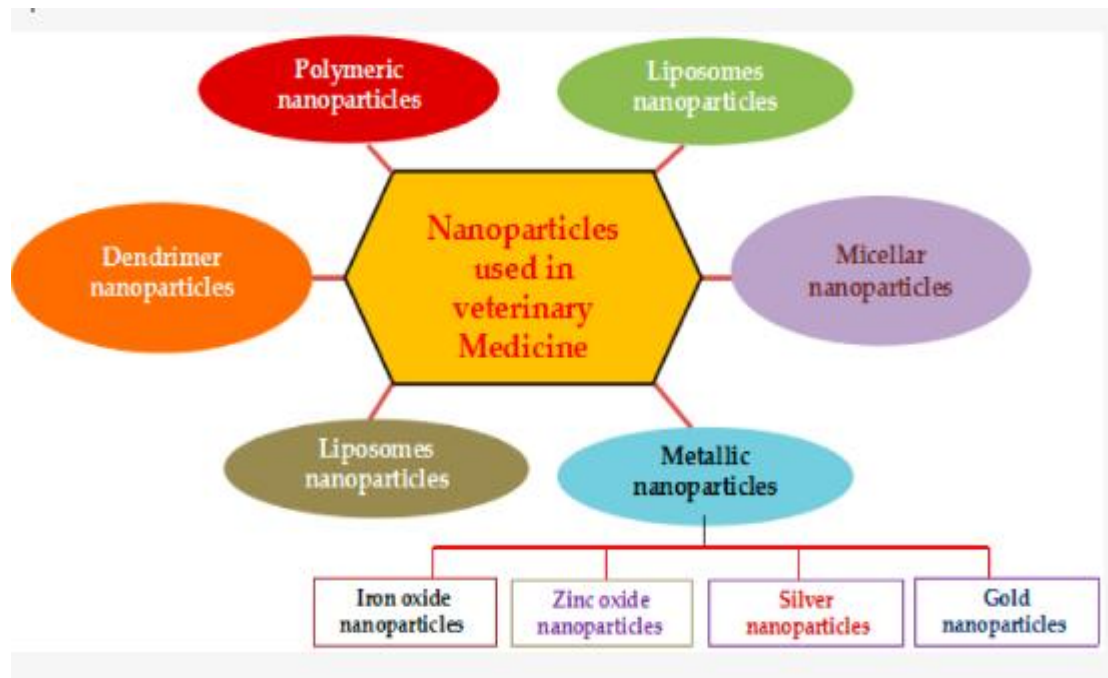 Polymeric
nanoparticles
Liposomes
nanoparticles
Dendrimer
nanoparticles
Nanoparticles
used in
veterinary
Medicine
Micellar
nanoparticles
Liposomes
nanoparticles
Metallic
nanoparticles
Iron oxide
nanoparticles
Zinc oxide
nanoparticles
Silver
nanoparticles
Gold
nanoparticles